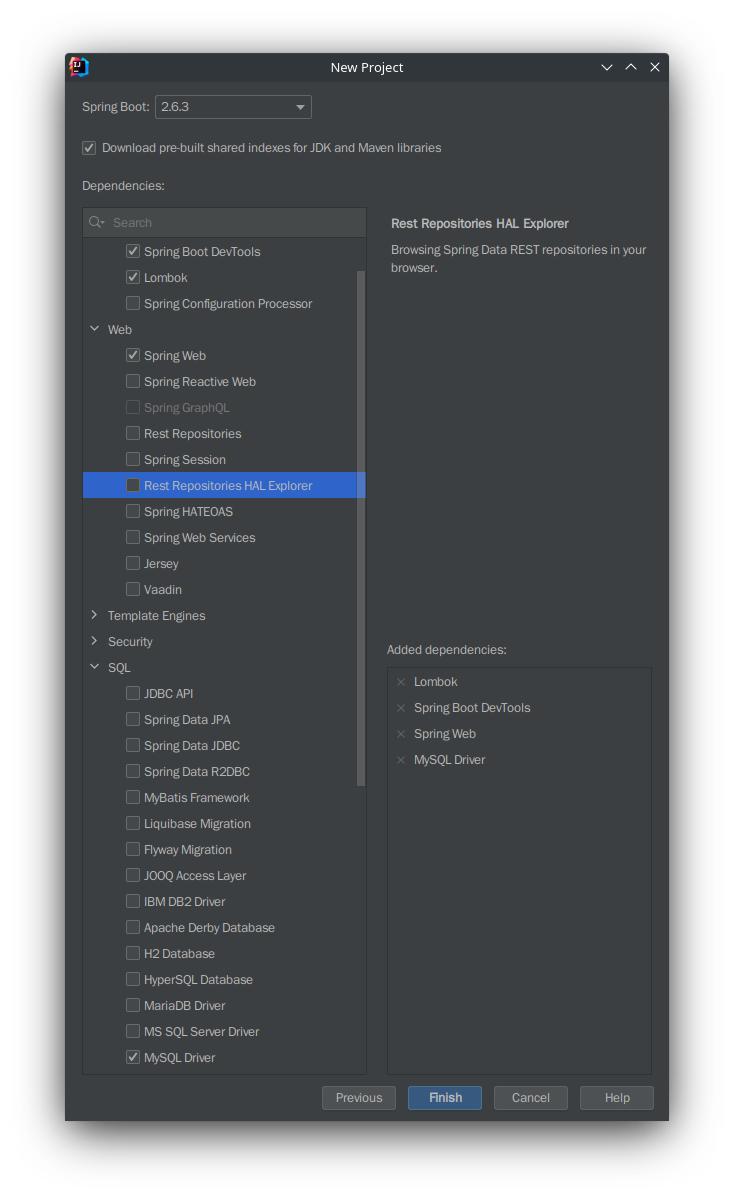 New Project
Spring Boot: 2.6.3
Download pre-built shared indexes for JDK and Maven libraries
Dependencies:
Search
Spring Boot DevTools
Lombok
Spring Configuration Processor
Web
Spring Web
Spring Reactive Web
Spring GraphQL
Rest Repositories
Spring Session
Rest Repositories HAL Explorer
Spring HATEOAS
Spring Web Services
Jersey
Vaadin
Template Engines
Security
SQL
JDBC API
Spring Data JPA
Spring Data JDBC
Spring Data R2DBC
MyBatis Framework
Liquibase Migration
Flyway Migration
JOOQ Access Layer
IBM DB2 Driver
Apache Derby Database
H2 Database
HyperSQL Database
MariaDB Driver
MS SQL Server Driver
MySQL Driver
Rest Repositories HAL Explorer
Browsing Spring Data REST repositories in your
browser.
Added dependencies:
Lombok
Spring Boot DevTools
Spring Web
MySQL Driver
Previous
Finish
Cancel
Help